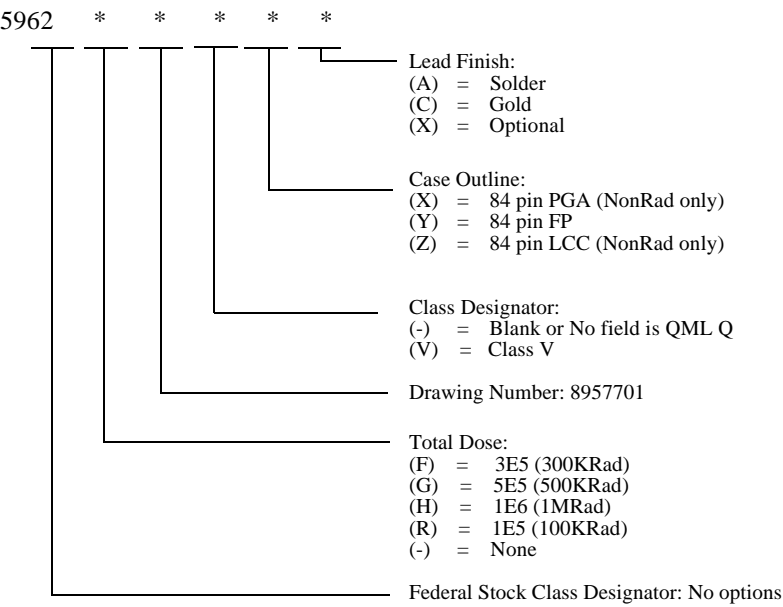 5962 * * * * *
Lead Finish:
(A) = Solder
(C) = Gold
(X) = Optional
Case Outline:
(X) = 84 pin PGA (NonRad only)
(Y) = 84 pin FP
(Z) = 84 pin LCC (NonRad only)
Class Designator:
(-) = Blank or No field is QML Q
(V) = Class V
Drawing Number: 8957701
Total Dose:
(F) = 3E5 (300KRad)
(G) = 5E5 (500KRad)
(H) = 1E6 (1MRad)
(R) = 1E5 (100KRad)
(-) = None
Federal Stock Class Designator: No options